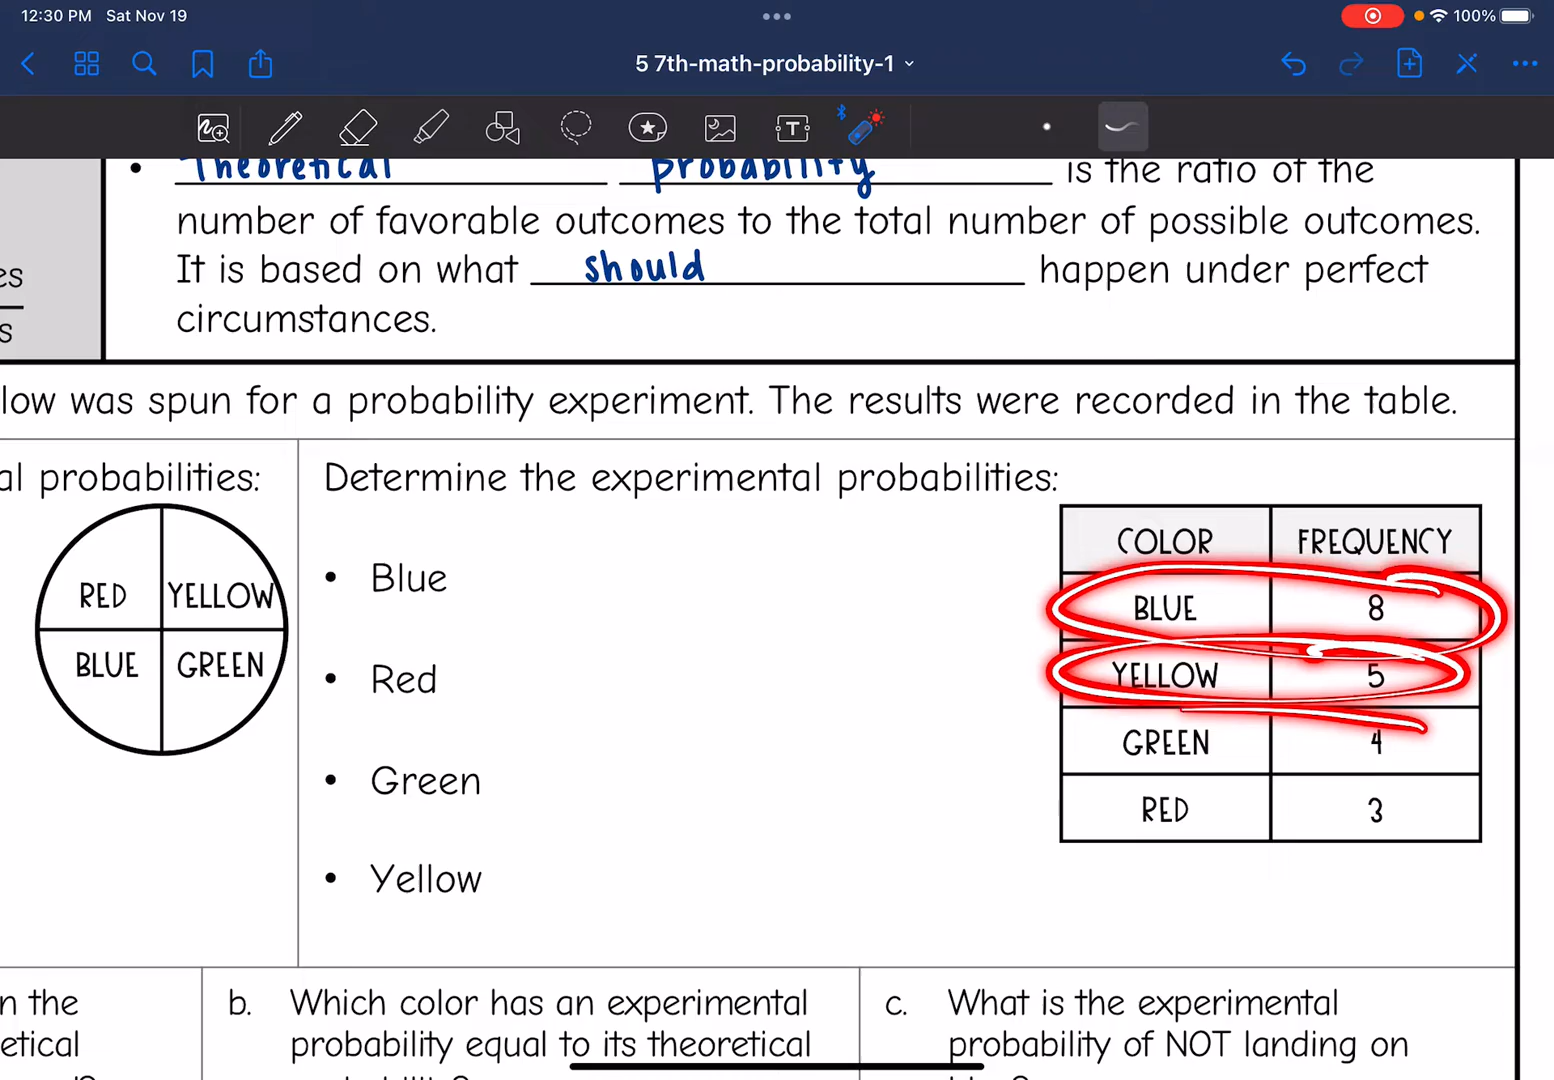 12:30 PM Sat Nov 19
100%
5 7th-math-probability-1
• Theoretical probability is the ratio of the
number of favorable outcomes to the total number of possible outcomes.
It is based on what should happen under perfect
circumstances.
es
s
low was spun for a probability experiment. The results were recorded in the table.
al probabilities:
RED YELLOW
BLUE GREEN
Determine the experimental probabilities:
• Blue
• Red
• Green
• Yellow
COLOR FREQUENCY
BLUE 8
YELLOW 5
GREEN 4
RED 3
n the
etical
b. Which color has an experimental
probability equal to its theoretical
c. What is the experimental
probability of NOT landing on